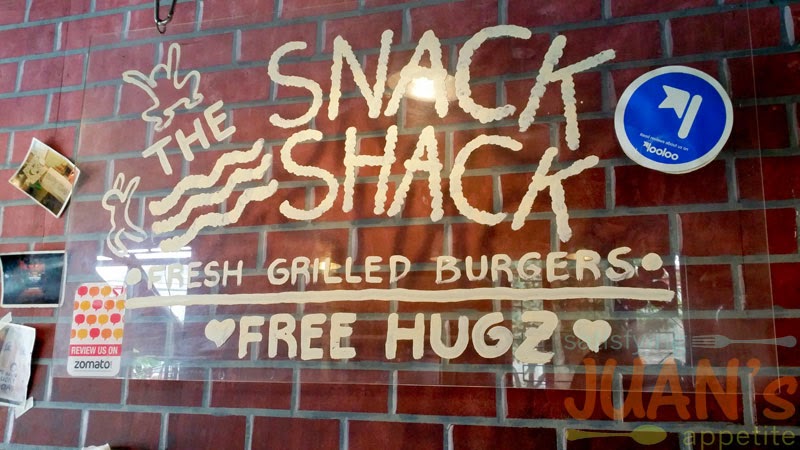 THE
SNACK
SHACK
•FRESH GRILLED BURGERS•
FREE HUGZ
Read reviews about us on
looloo
REVIEW US ON
zomato
satisfy
JUAN's
appetite